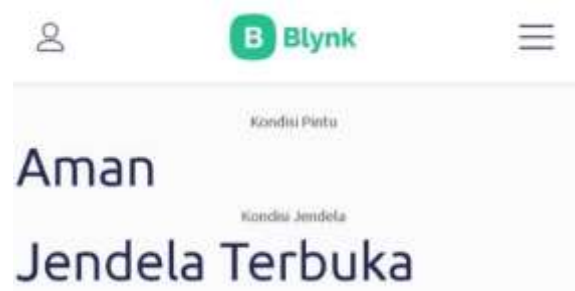 B Blynk
Kondisi Pintu
Aman
Kondisi Jendela
Jendela Terbuka